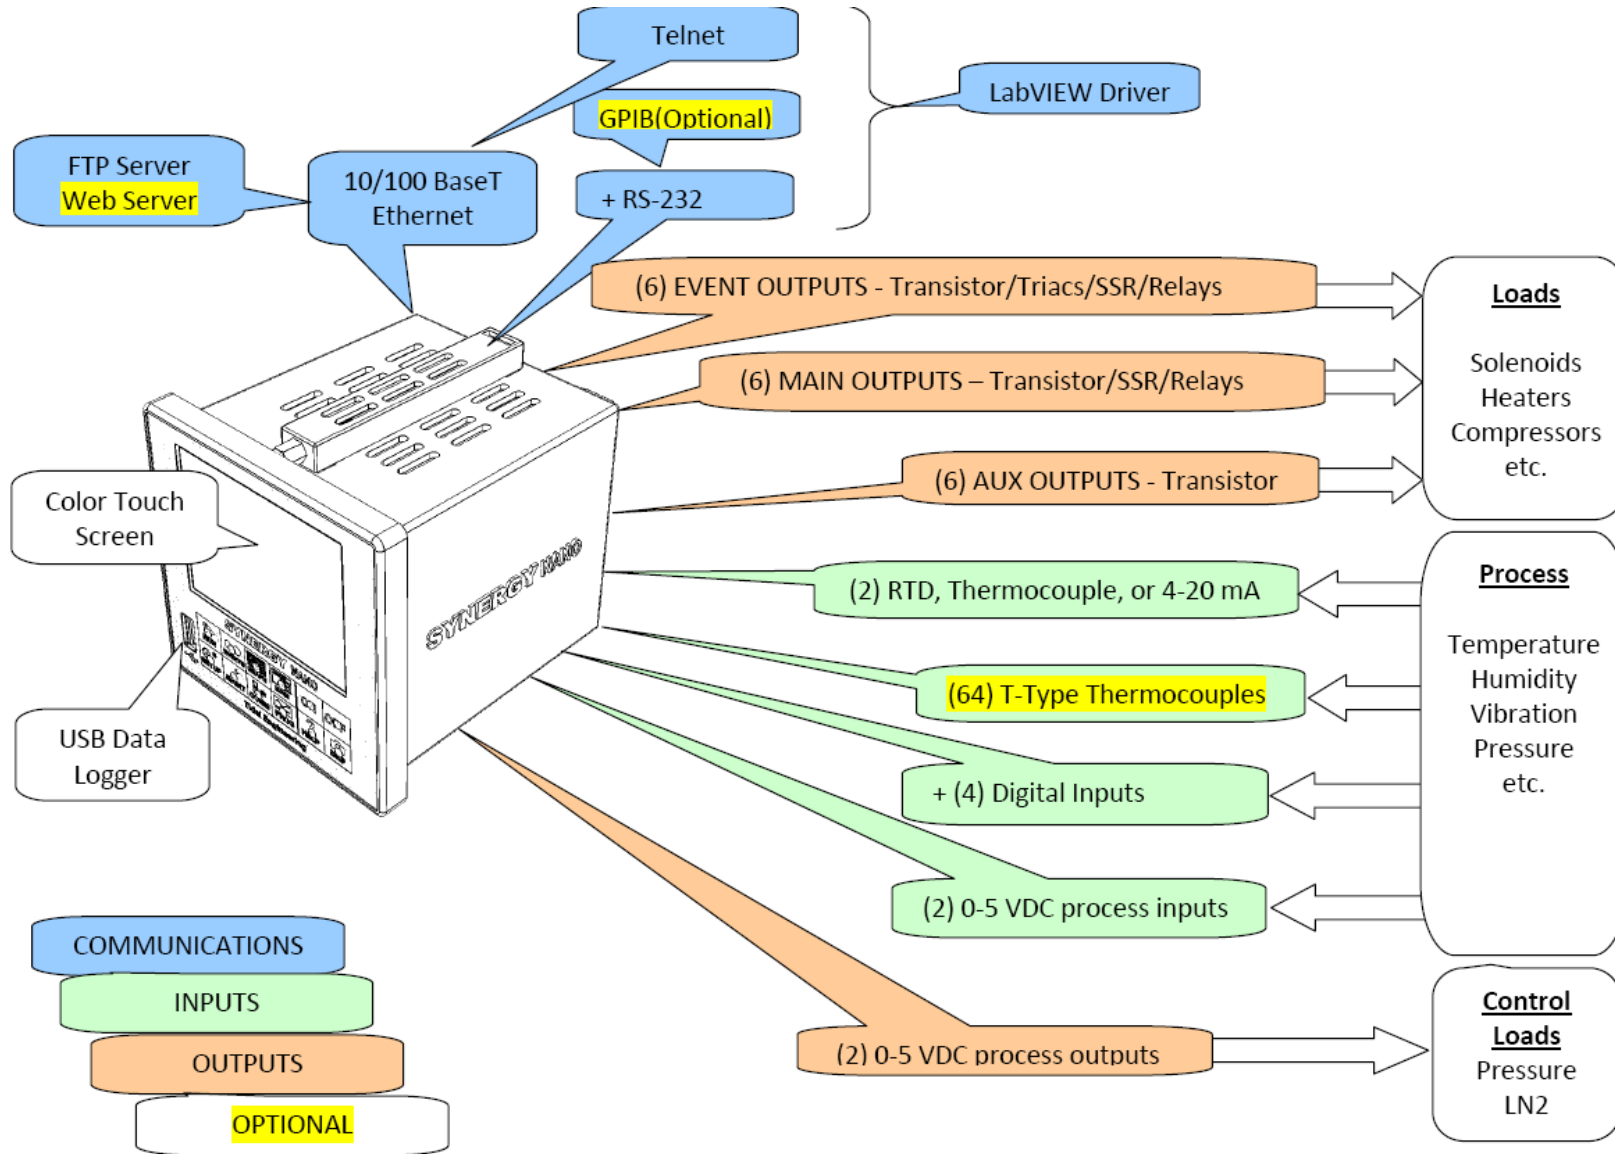 Telnet
LabVIEW Driver
GPIB(Optional)
FTP Server
Web Server
10/100 BaseT
Ethernet
+ RS-232
(6) EVENT OUTPUTS - Transistor/Triacs/SSR/Relays
Loads
Solenoids
Heaters
Compressors
etc.
(6) MAIN OUTPUTS – Transistor/SSR/Relays
(6) AUX OUTPUTS - Transistor
Color Touch
Screen
SYNERGY NANO
SYNERGY NANO
Tidal Engineering
(2) RTD, Thermocouple, or 4-20 mA
Process
Temperature
Humidity
Vibration
Pressure
etc.
(64) T-Type Thermocouples
USB Data
Logger
+ (4) Digital Inputs
(2) 0-5 VDC process inputs
COMMUNICATIONS
INPUTS
OUTPUTS
OPTIONAL
(2) 0-5 VDC process outputs
Control
Loads
Pressure
LN2